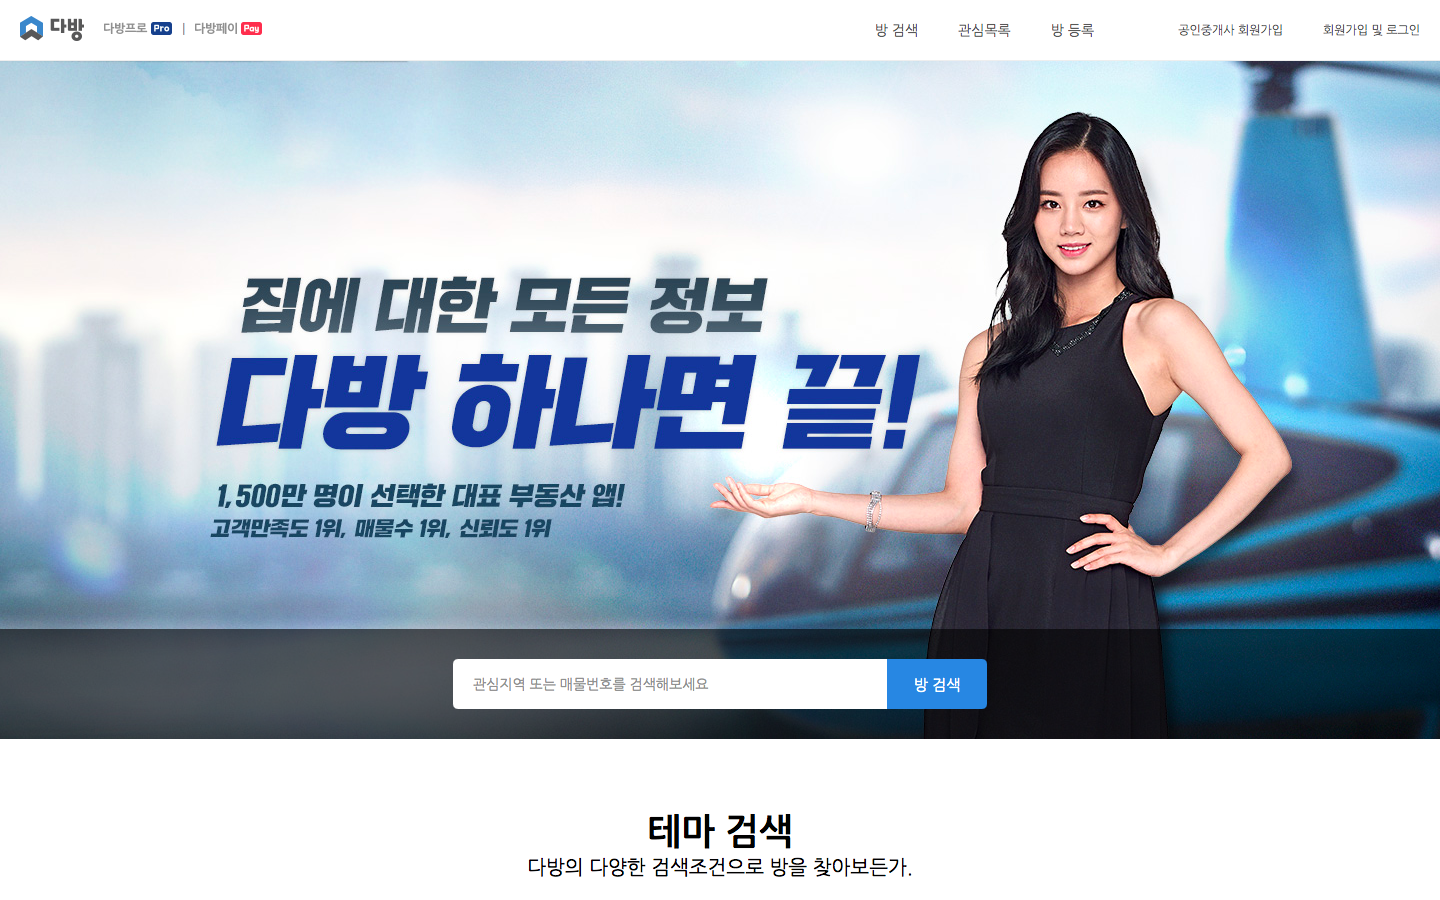 다방 다방프로 Pro | 다방페이 Pay 방 검색 관심목록 방 등록 공인중개사 회원가입 회원가입 및 로그인
집에 대한 모든 정보
다방 하나면 끝!
1,500만 명이 선택한 대표 부동산 앱!
고객만족도 1위, 매물수 1위, 신뢰도 1위
관심지역 또는 매물번호를 검색해보세요 방 검색
테마 검색
다방의 다양한 검색조건으로 방을 찾아보든가.